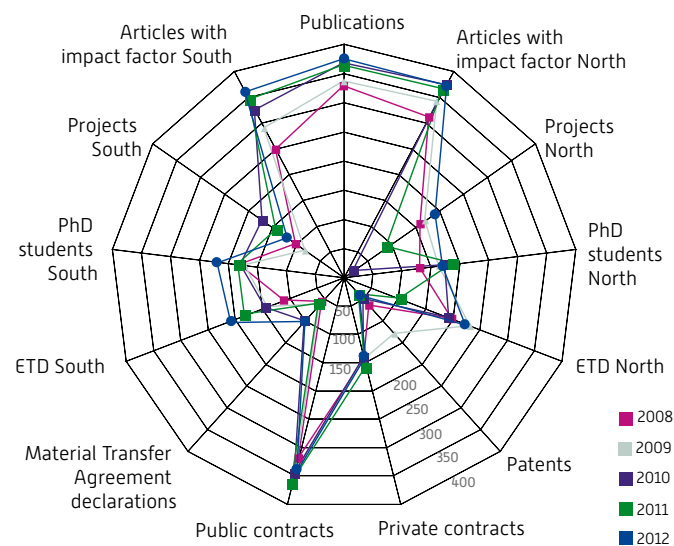 Publications
Articles with
impact factor South
Articles with
impact factor North
Projects
South
Projects
North
PhD
students
South
PhD
students
North
ETD South
ETD North
50
100
150
200
250
300
350
400
Material Transfer
Agreement
declarations
Patents
Public contracts
Private contracts
2008
2009
2010
2011
2012